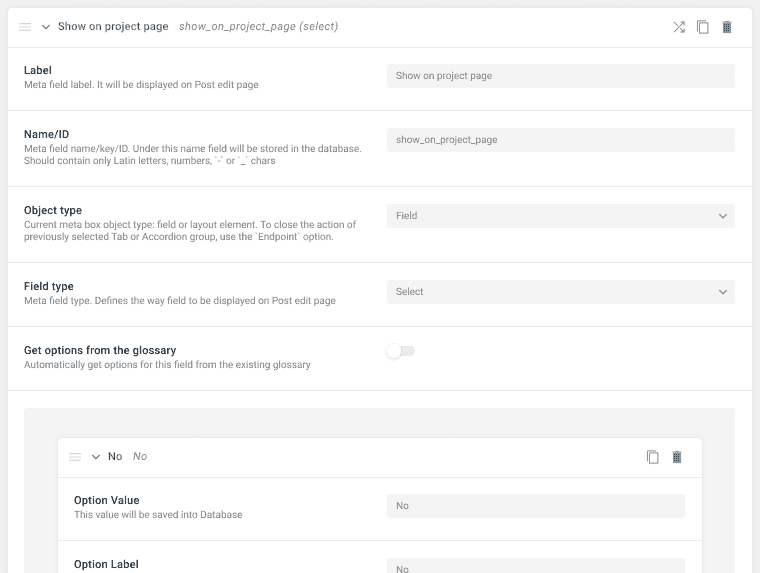 Show on project page show_on_project_page (select)
Label
Meta field label. It will be displayed on Post edit page
Show on project page
Name/ID
Meta field name/key/ID. Under this name field will be stored in the database.
Should contain only Latin letters, numbers, `-` or `_` chars
show_on_project_page
Object type
Current meta box object type: field or layout element. To close the action of
previously selected Tab or Accordion group, use the `Endpoint` option.
Field
Field type
Meta field type. Defines the way field to be displayed on Post edit page
Select
Get options from the glossary
Automatically get options for this field from the existing glossary
No No
Option Value
This value will be saved into Database
No
Option Label
No